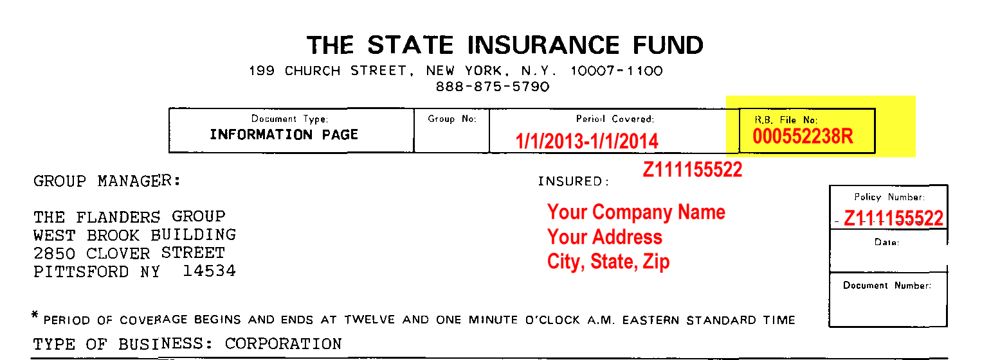 THE STATE INSURANCE FUND
199 CHURCH STREET, NEW YORK, N.Y. 10007-1100
888-875-5790
Document Type:
INFORMATION PAGE
Group No:
Period Covered:
1/1/2013-1/1/2014
R.B. File No:
000552238R
GROUP MANAGER:
THE FLANDERS GROUP
WEST BROOK BUILDING
2850 CLOVER STREET
PITTSFORD NY 14534
INSURED:
Z111155522
Your Company Name
Your Address
City, State, Zip
Policy Number:
Z111155522
Date:
Document Number:
* PERIOD OF COVERAGE BEGINS AND ENDS AT TWELVE AND ONE MINUTE O'CLOCK A.M. EASTERN STANDARD TIME
TYPE OF BUSINESS: CORPORATION